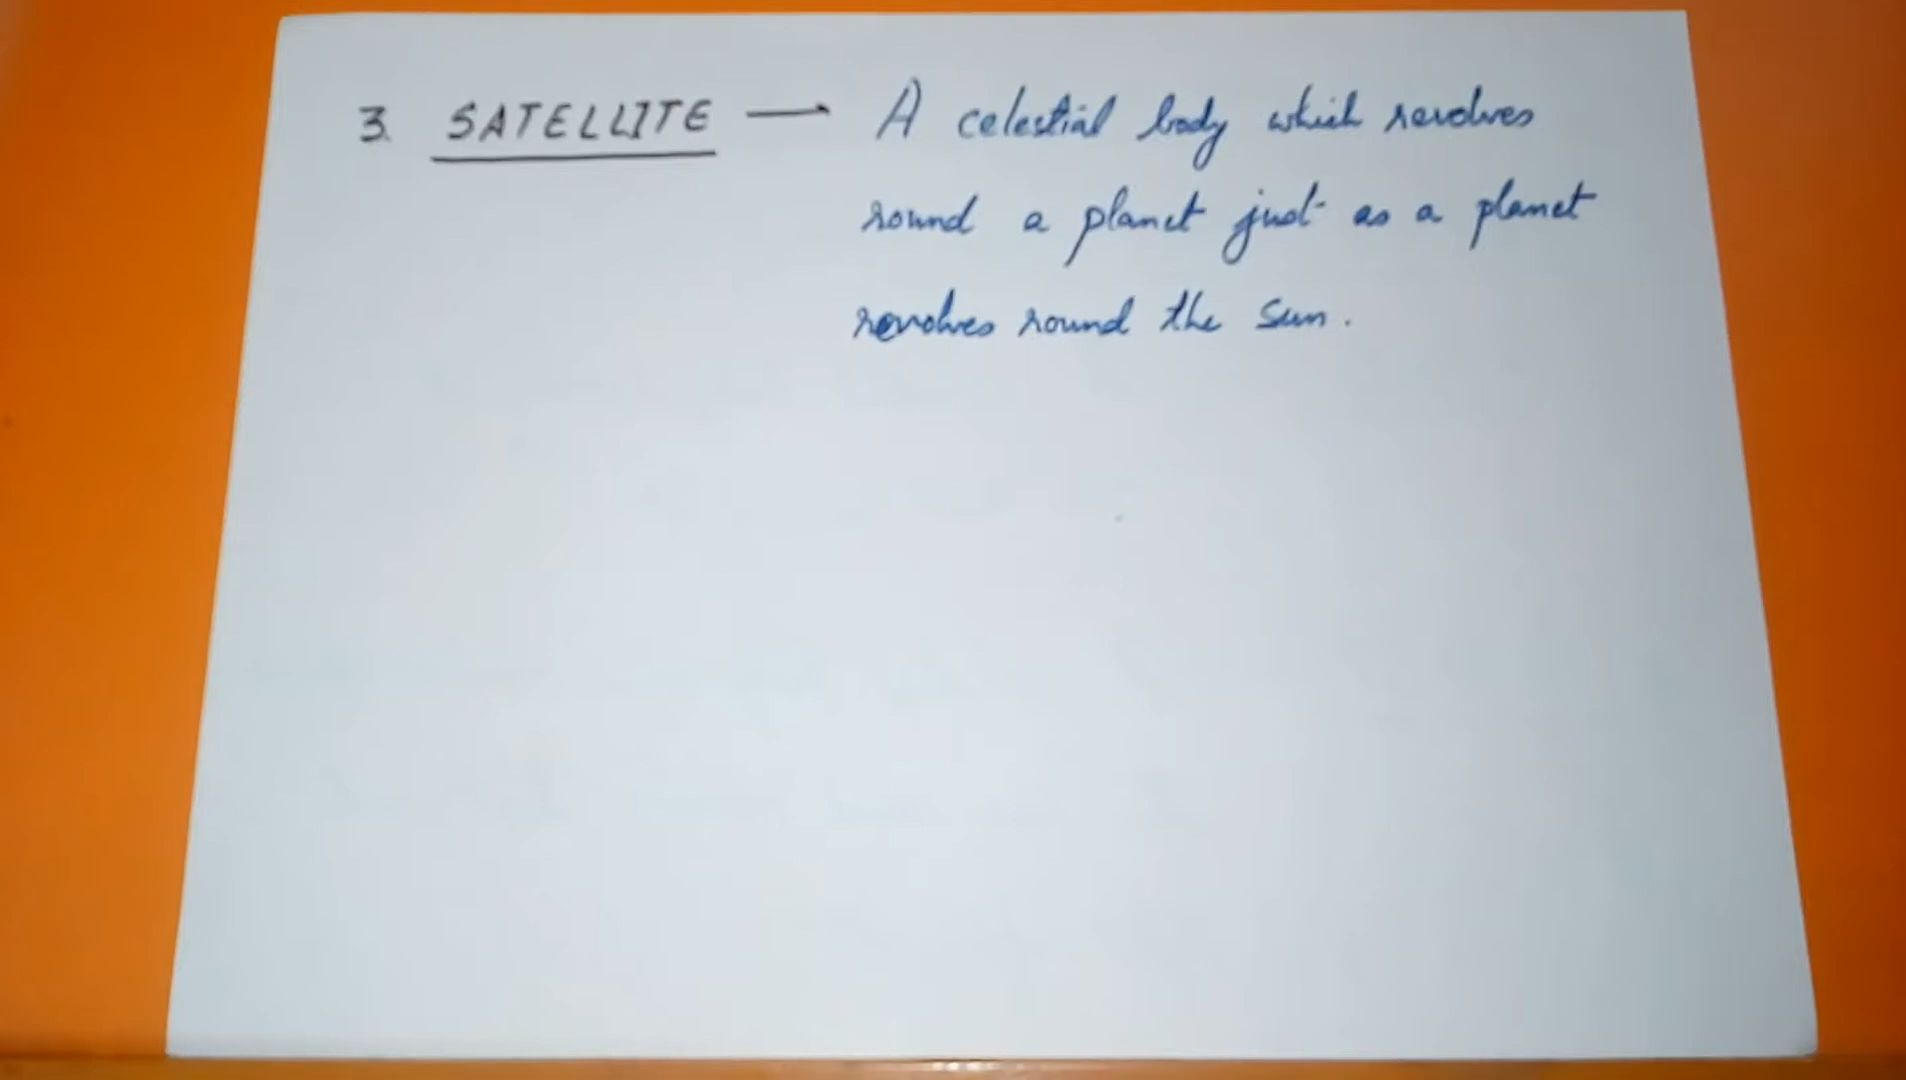 3. SATELLITE — A celestial body which revolves
round a planet just as a planet
revolves round the sun.